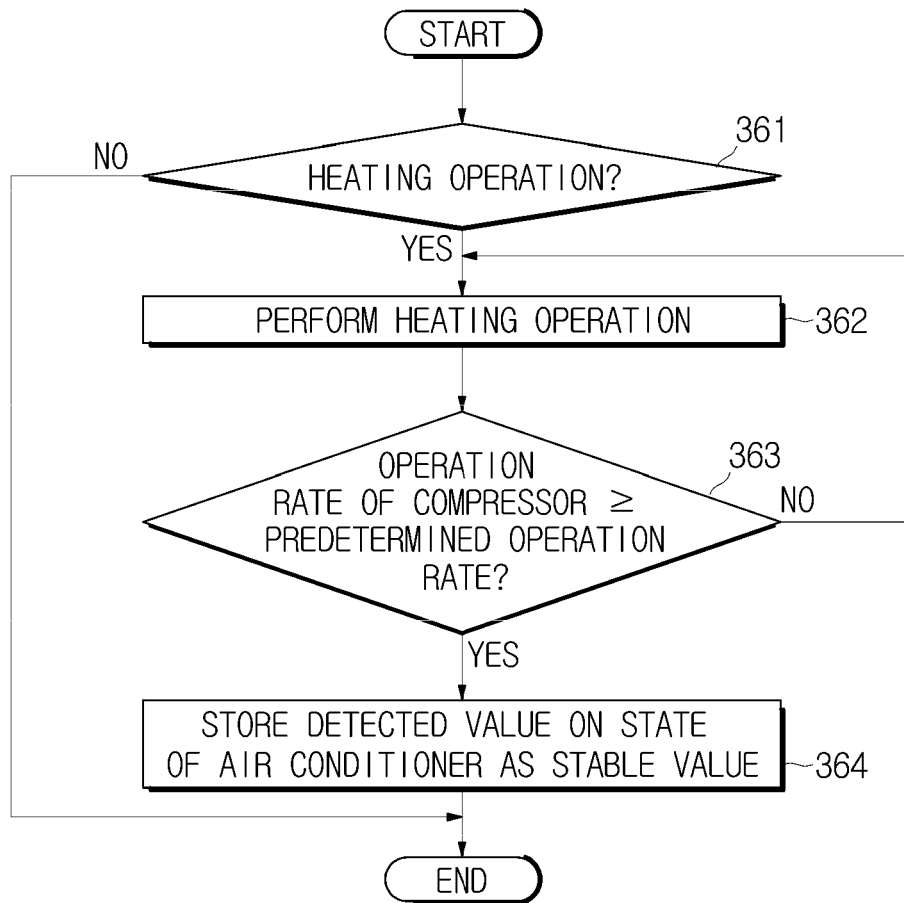 START
361
NO
HEATING OPERATION?
YES
PERFORM HEATING OPERATION
362
363
OPERATION
RATE OF COMPRESSOR ≥
PREDETERMINED OPERATION
RATE?
NO
YES
STORE DETECTED VALUE ON STATE
OF AIR CONDITIONER AS STABLE VALUE
364
END